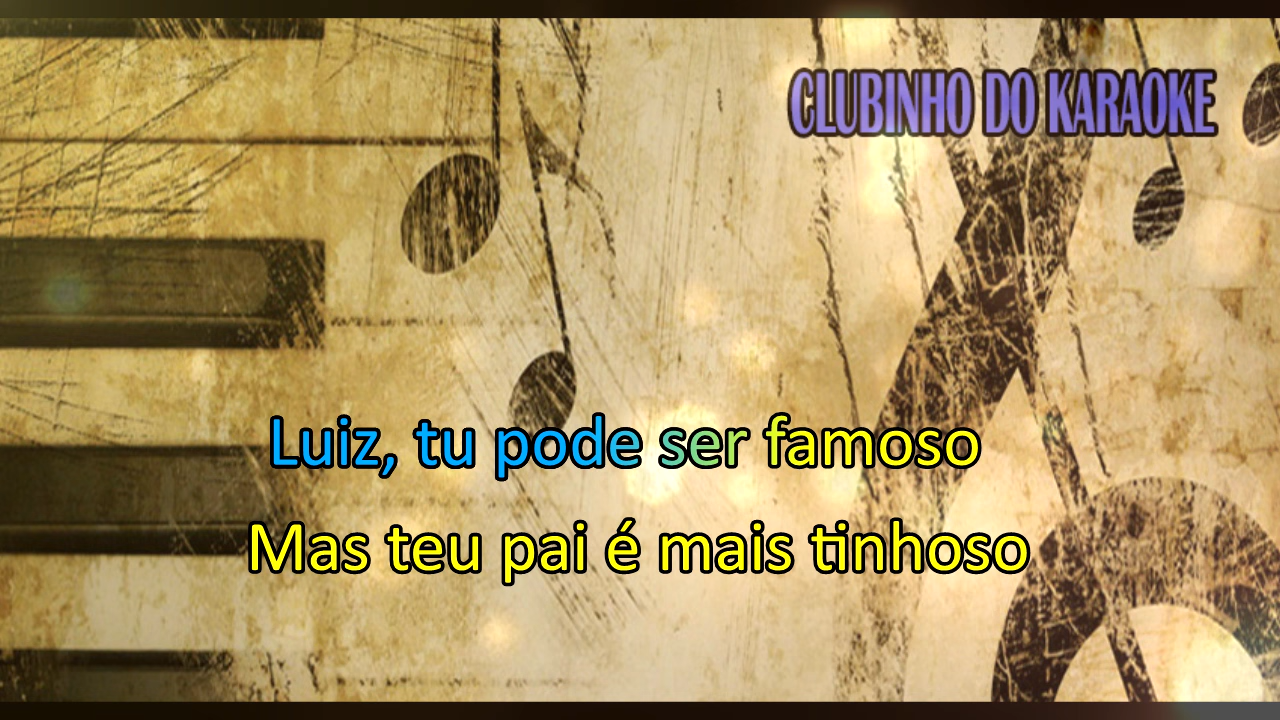 CLUBINHO DO KARAOKE
Luiz, tu pode ser famoso
Mas teu pai é mais tinhoso